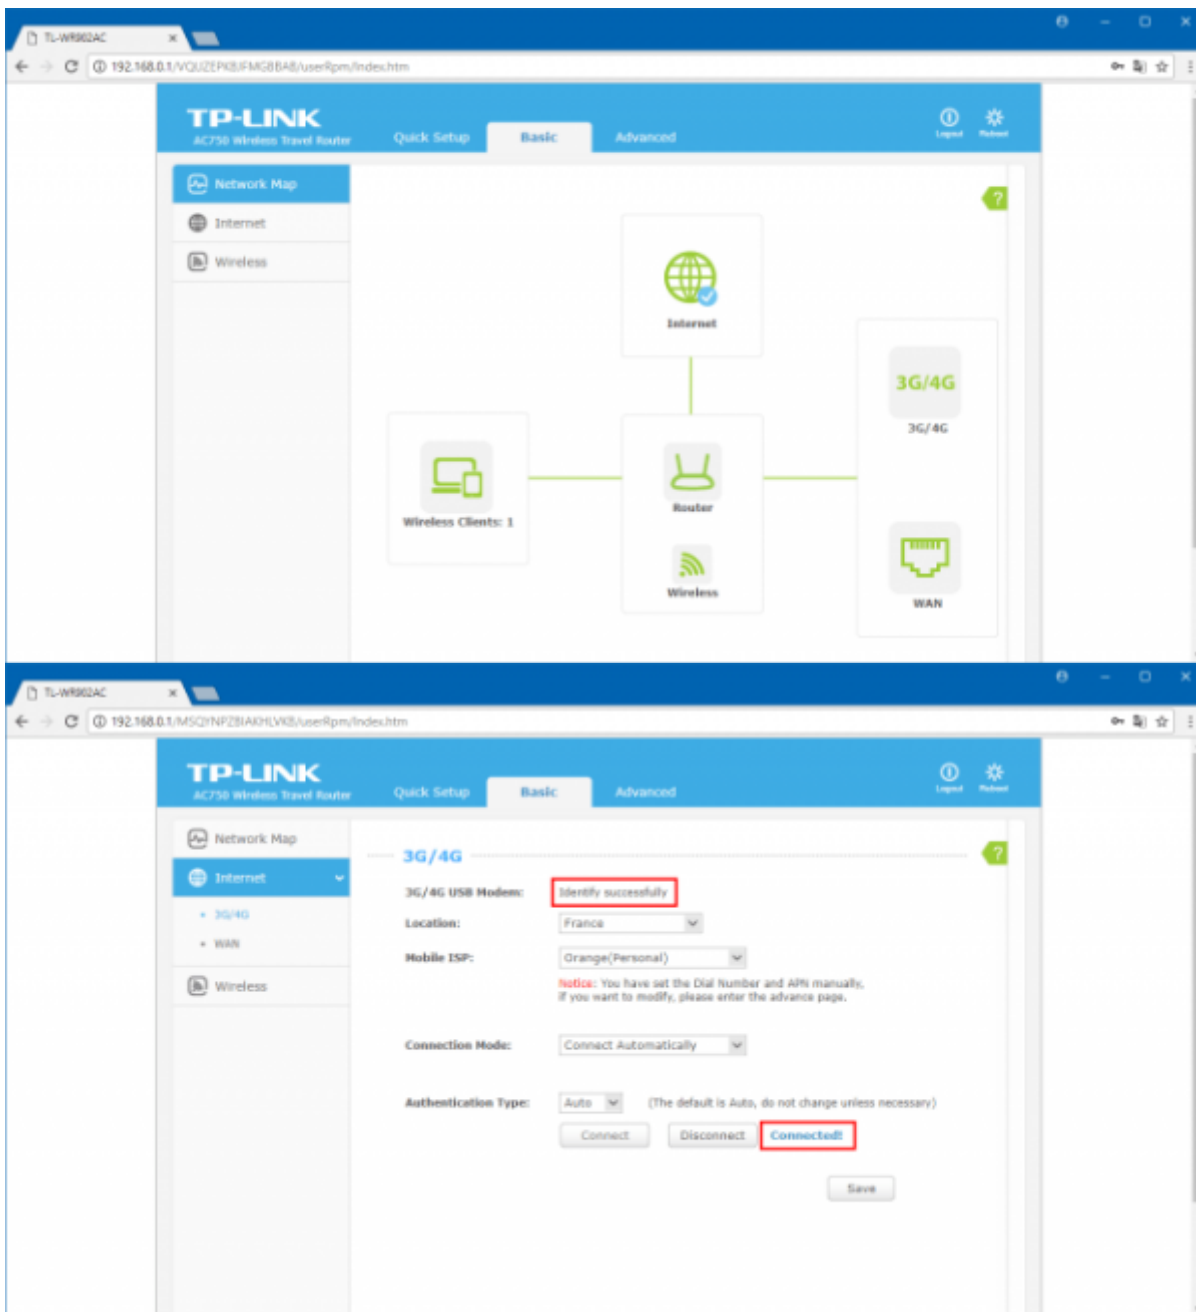 TL-WR902AC
192.168.0.1/VQUZEPKBJFMGBBAB/userRpm/Index.htm
TP-LINK
AC750 Wireless Travel Router
Quick Setup
Basic
Advanced
Logout
Reboot
Network Map
Internet
Wireless
?
Internet
3G/4G
3G/4G
Wireless Clients: 1
Router
Wireless
WAN
TL-WR902AC
192.168.0.1/MSQYNPZBIAKHLVKB/userRpm/Index.htm
TP-LINK
AC750 Wireless Travel Router
Quick Setup
Basic
Advanced
Logout
Reboot
Network Map
Internet
3G/4G
WAN
Wireless
3G/4G
?
3G/4G USB Modem: Identify successfully
Location: France
Mobile ISP: Orange(Personal)
Notice: You have set the Dial Number and APN manually,
if you want to modify, please enter the advance page.
Connection Mode: Connect Automatically
Authentication Type: Auto (The default is Auto, do not change unless necessary)
Connect Disconnect Connected!
Save